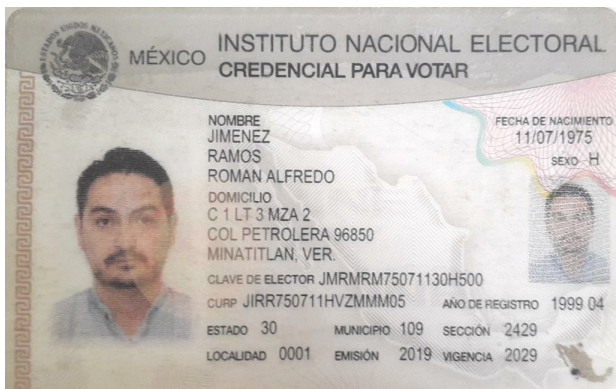 MÉXICO
INSTITUTO NACIONAL ELECTORAL
CREDENCIAL PARA VOTAR
NOMBRE
JIMENEZ
RAMOS
ROMAN ALFREDO
FECHA DE NACIMIENTO
11/07/1975
SEXO H
DOMICILIO
C 1 LT 3 MZA 2
COL PETROLERA 96850
MINATITLAN, VER.
CLAVE DE ELECTOR JMRMRM75071130H500
CURP JIRR750711HVZMMM05 AÑO DE REGISTRO 1999 04
ESTADO 30 MUNICIPIO 109 SECCIÓN 2429
LOCALIDAD 0001 EMISIÓN 2019 VIGENCIA 2029